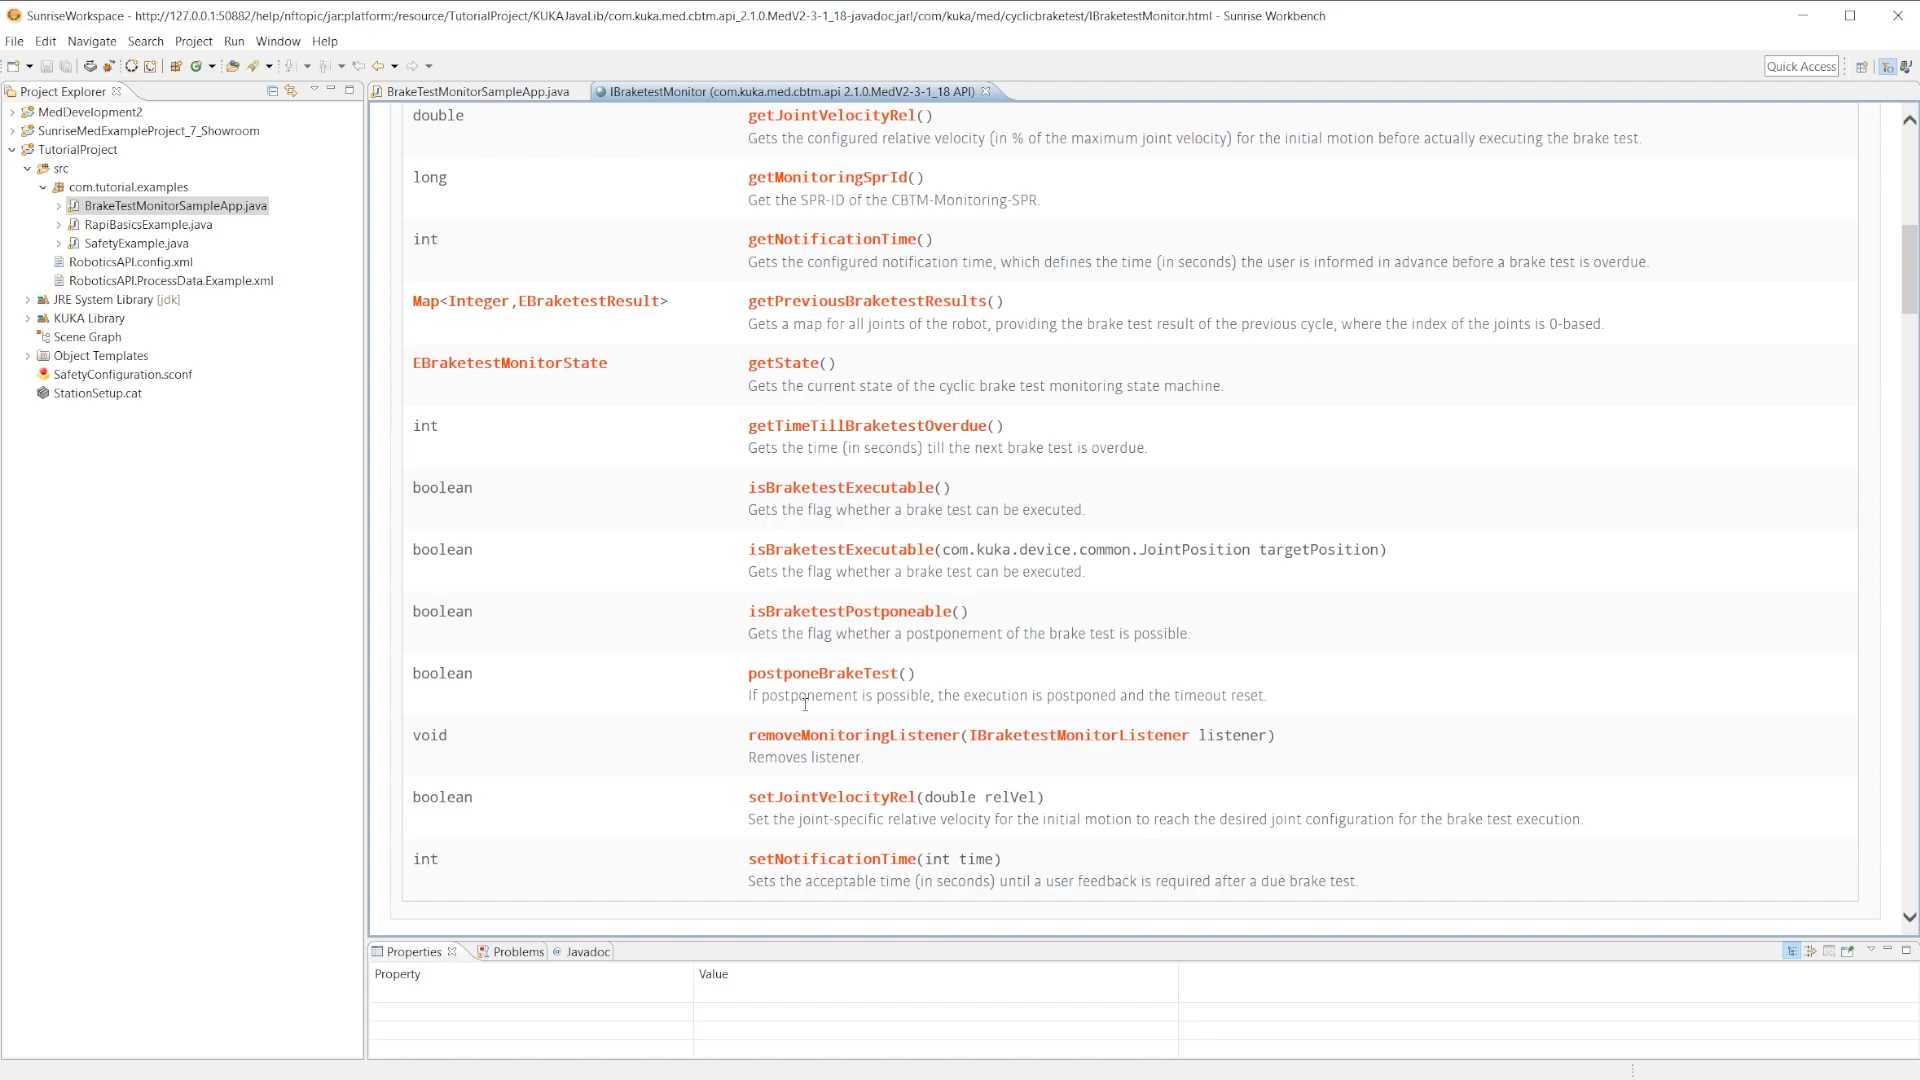 SunriseWorkspace - http://127.0.0.1:50882/help/nftopic/jar:platform:/resource/TutorialProject/KUKAJavaLib/com.kuka.med.cbtm.api_2.1.0.MedV2-3-1_18-javadoc.jar!/com/kuka/med/cyclicbraketest/IBraketestMonitor.html - Sunrise Workbench
File Edit Navigate Search Project Run Window Help
Quick Access
Project Explorer
MedDevelopment2
SunriseMedExampleProject_7_Showroom
TutorialProject
src
com.tutorial.examples
BrakeTestMonitorSampleApp.java
RapiBasicsExample.java
SafetyExample.java
RoboticsAPI.config.xml
RoboticsAPI.ProcessData.Example.xml
JRE System Library [jdk]
KUKA Library
Scene Graph
Object Templates
SafetyConfiguration.sconf
StationSetup.cat
BrakeTestMonitorSampleApp.java
IBraketestMonitor (com.kuka.med.cbtm.api 2.1.0.MedV2-3-1_18 API)
double getJointVelocityRel()
Gets the configured relative velocity (in % of the maximum joint velocity) for the initial motion before actually executing the brake test.
long getMonitoringSprId()
Get the SPR-ID of the CBTM-Monitoring-SPR.
int getNotificationTime()
Gets the configured notification time, which defines the time (in seconds) the user is informed in advance before a brake test is overdue.
Map<Integer,EBraketestResult> getPreviousBraketestResults()
Gets a map for all joints of the robot, providing the brake test result of the previous cycle, where the index of the joints is 0-based.
EBraketestMonitorState getState()
Gets the current state of the cyclic brake test monitoring state machine.
int getTimeTillBraketestOverdue()
Gets the time (in seconds) till the next brake test is overdue.
boolean isBraketestExecutable()
Gets the flag whether a brake test can be executed.
boolean isBraketestExecutable(com.kuka.device.common.JointPosition targetPosition)
Gets the flag whether a brake test can be executed.
boolean isBraketestPostponeable()
Gets the flag whether a postponement of the brake test is possible.
boolean postponeBrakeTest()
If postponement is possible, the execution is postponed and the timeout reset.
void removeMonitoringListener(IBraketestMonitorListener listener)
Removes listener.
boolean setJointVelocityRel(double relVel)
Set the joint-specific relative velocity for the initial motion to reach the desired joint configuration for the brake test execution.
int setNotificationTime(int time)
Sets the acceptable time (in seconds) until a user feedback is required after a due brake test.
Properties Problems @ Javadoc
Property Value